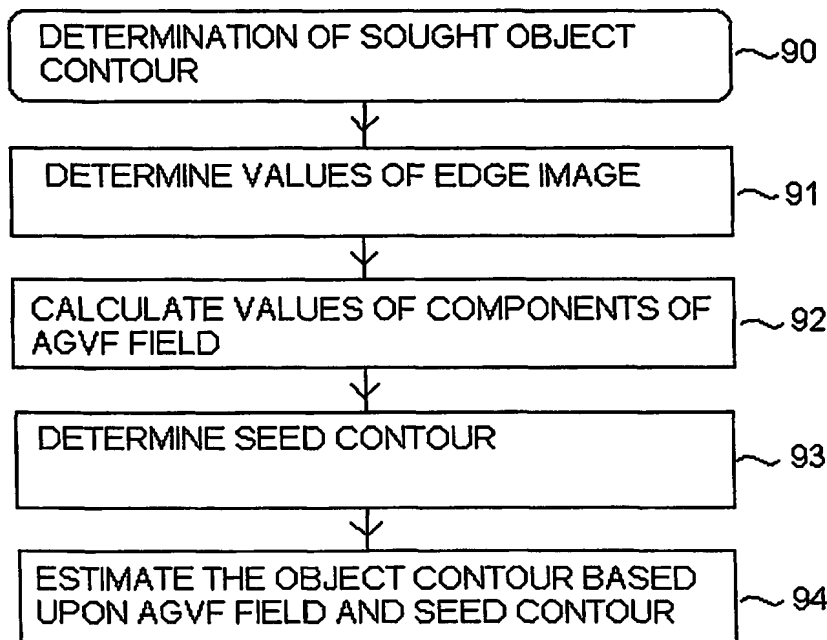 DETERMINATION OF SOUGHT OBJECT
CONTOUR
90
DETERMINE VALUES OF EDGE IMAGE
91
CALCULATE VALUES OF COMPONENTS OF
AGVF FIELD
92
DETERMINE SEED CONTOUR
93
ESTIMATE THE OBJECT CONTOUR BASED
UPON AGVF FIELD AND SEED CONTOUR
94